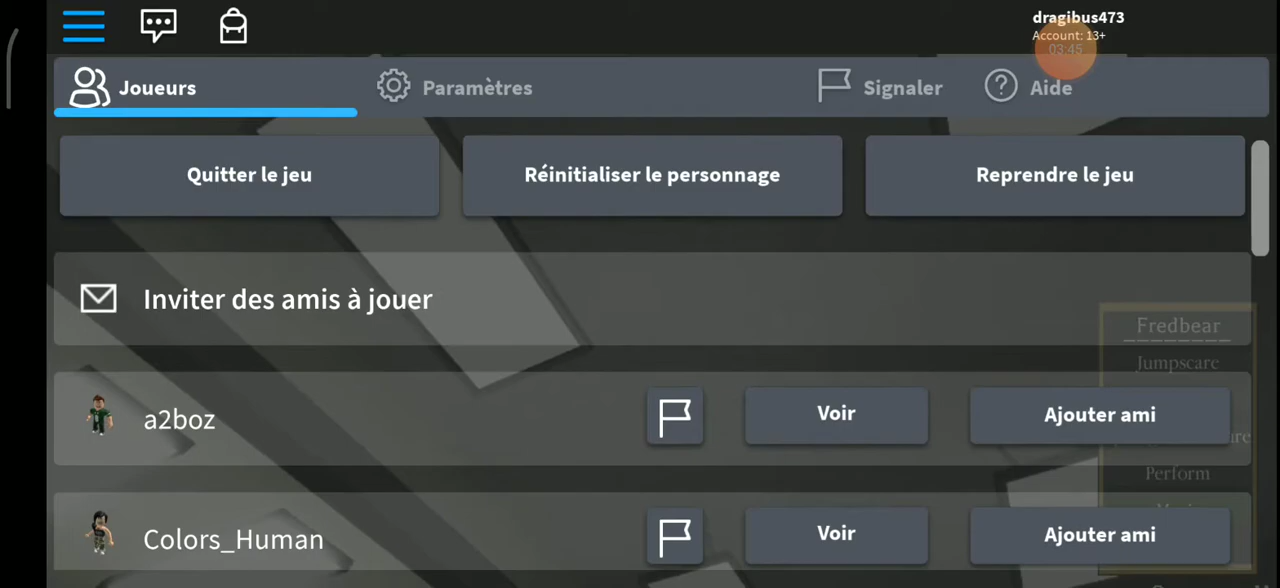 dragibus473
Account: 13+
03:45
Joueurs
Paramètres
Signaler
Aide
Quitter le jeu
Réinitialiser le personnage
Reprendre le jeu
Inviter des amis à jouer
Fredbear
Jumpscare
a2boz
Voir
Ajouter ami
Perform
Colors_Human
Voir
Ajouter ami